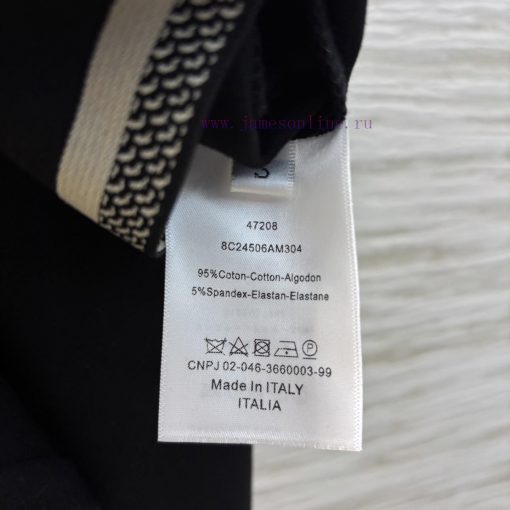 www.jamesonline.ru
47208
8C24506AM304
95%Coton-Cotton-Algodon
5%Spandex-Elastan-Elastane
CNPJ 02-046-3660003-99
Made In ITALY
ITALIA